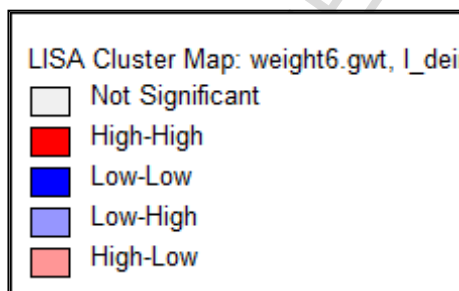 LISA Cluster Map: weight6.gwt, I_dei
Not Significant
High-High
Low-Low
Low-High
High-Low